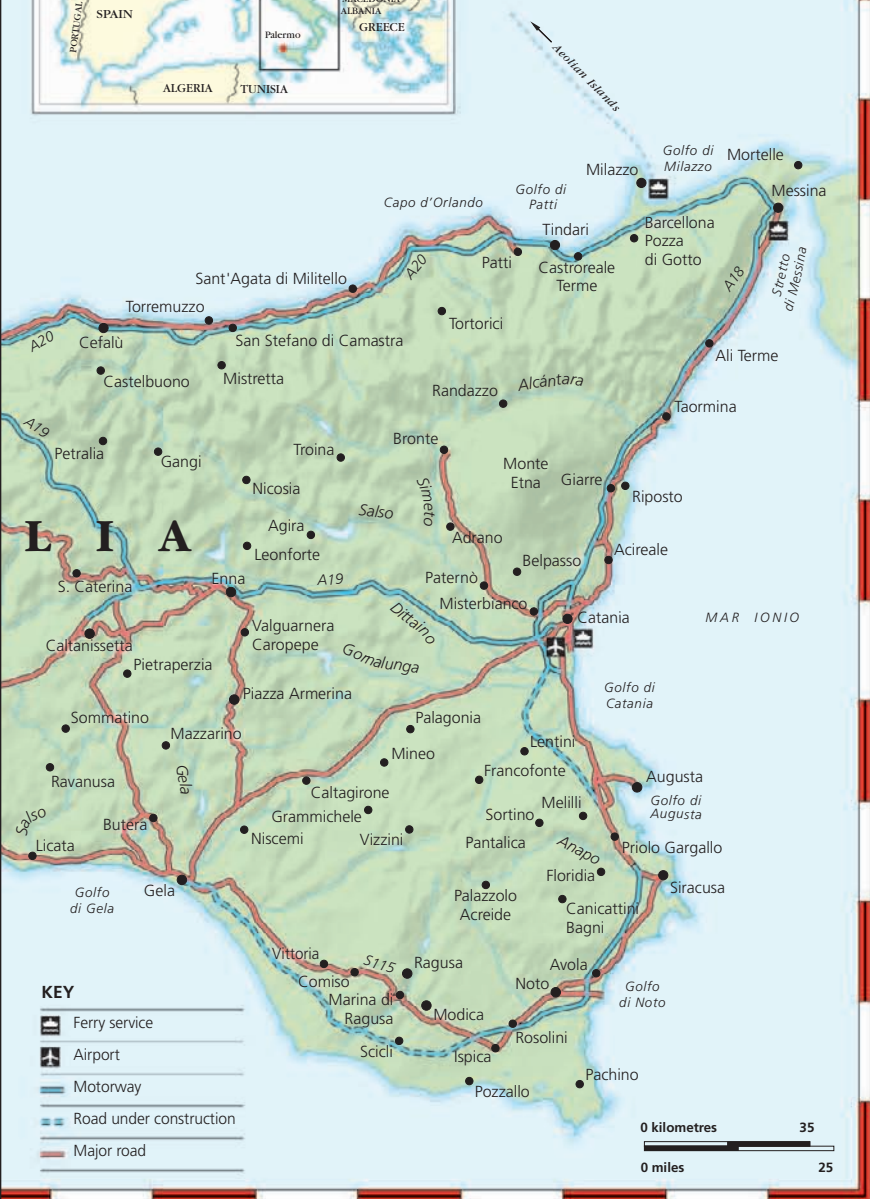 MACEDONIA
PORTUGAL
SPAIN
ALBANIA
GREECE
Palermo
ALGERIA
TUNISIA
Aeolian Islands
Golfo di
Milazzo
Mortelle
Milazzo
Messina
Golfo di
Patti
Capo d'Orlando
Tindari
Barcellona
Pozza
di Gotto
Patti
Castroreale
Terme
Stretto
di Messina
A20
A18
Sant'Agata di Militello
Torremuzzo
Tortorici
A20
Cefalù
San Stefano di Camastra
Ali Terme
Castelbuono
Mistretta
Randazzo
Alcántara
Taormina
A19
Petralia
Gangi
Troina
Bronte
Monte
Etna
Giarre
Riposto
Nicosia
Simeto
Salso
L I A
Agira
Leonforte
Adrano
Belpasso
Acireale
S. Caterina
Enna
A19
Paternò
Misterbianco
Catania
MAR IONIO
Dittaino
Valguarnera
Caropepe
Caltanissetta
Gornalunga
Pietraperzia
Golfo di
Catania
Piazza Armerina
Sommatino
Palagonia
Mazzarino
Lentini
Mineo
Francofonte
Ravanusa
Gela
Caltagirone
Augusta
Golfo di
Augusta
Melilli
Grammichele
Sortino
Salso
Butera
Niscemi
Vizzini
Pantalica
Anapo
Priolo Gargallo
Licata
Floridia
Siracusa
Golfo
di Gela
Gela
Palazzolo
Acreide
Canicattini
Bagni
Vittoria
S115
Ragusa
Avola
Comiso
Noto
Golfo
di Noto
Marina di
Ragusa
Modica
Rosolini
Scicli
Ispica
Pozzallo
Pachino
KEY
Ferry service
Airport
Motorway
Road under construction
Major road
0 kilometres 35
0 miles 25